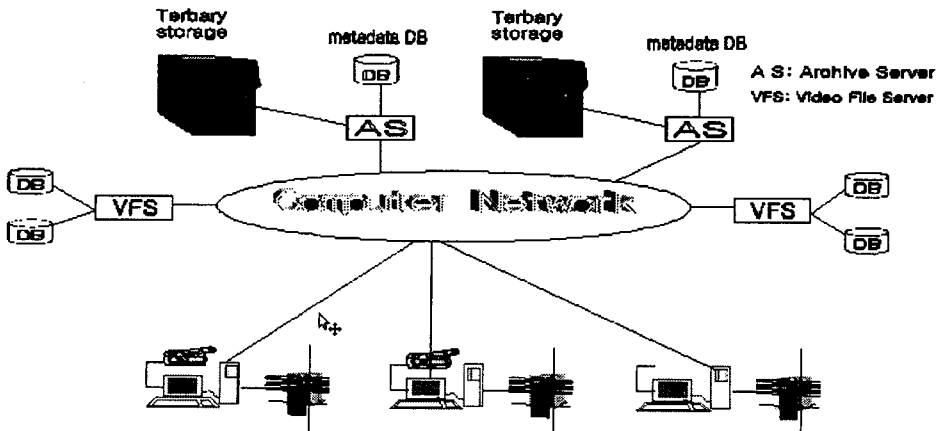 Terbary
storage
metadata DB
DB
AS
Terbary
storage
metadata DB
DB
AS
A S: Archive Server
VFS: Video File Server
DB
DB
VFS
Computer Network
VFS
DB
DB